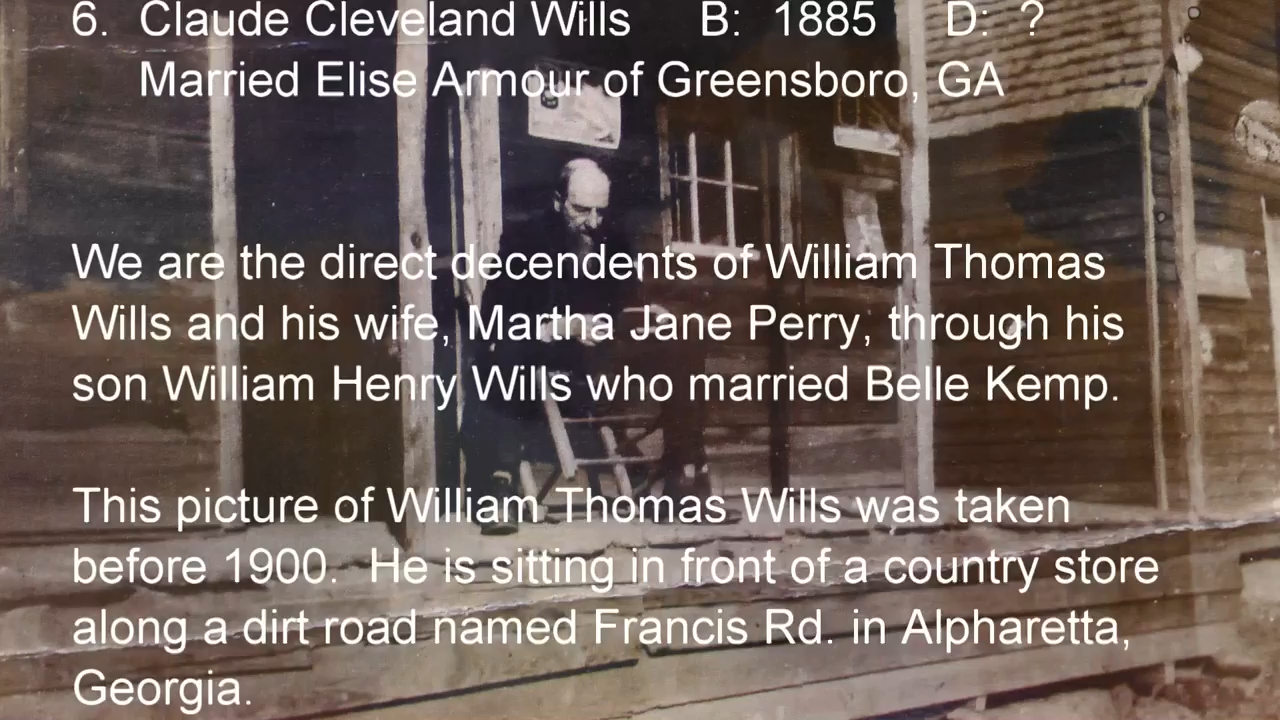 6. Claude Cleveland Wills B: 1885 D: ?
Married Elise Armour of Greensboro, GA
We are the direct decendents of William Thomas
Wills and his wife, Martha Jane Perry, through his
son William Henry Wills who married Belle Kemp.
This picture of William Thomas Wills was taken
before 1900. He is sitting in front of a country store
along a dirt road named Francis Rd. in Alpharetta,
Georgia.